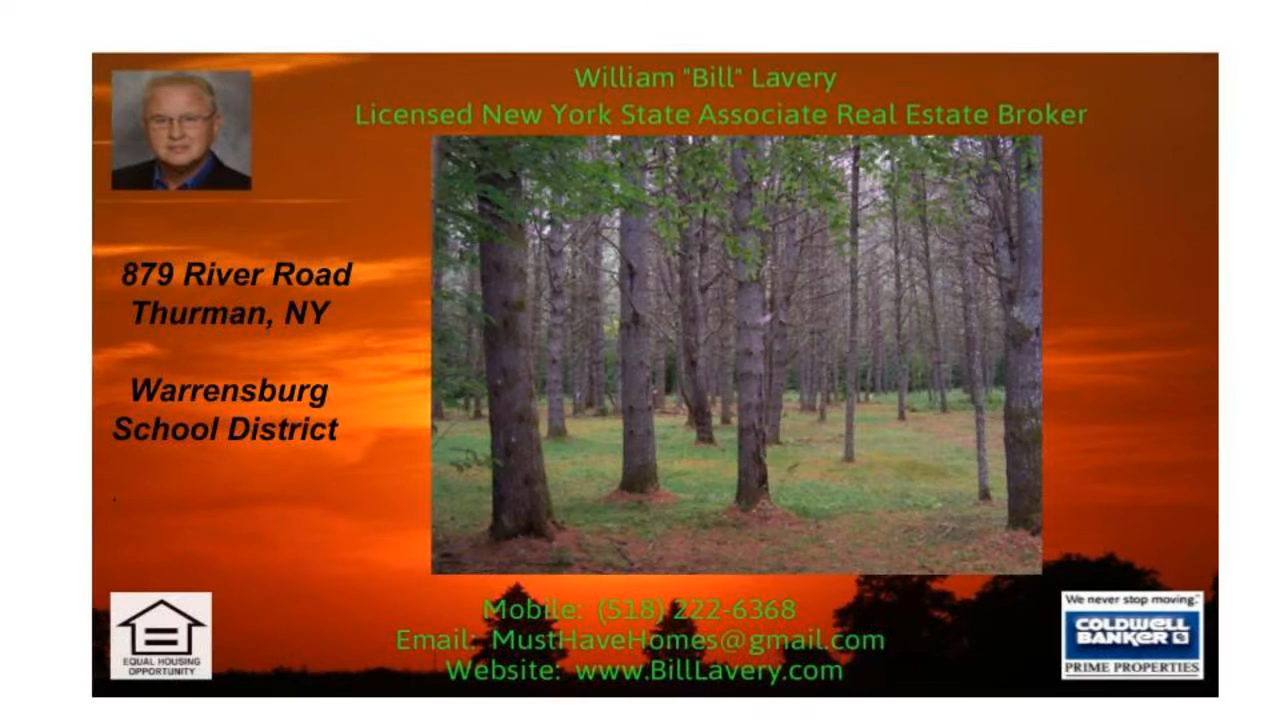 William "Bill" Lavery
Licensed New York State Associate Real Estate Broker
879 River Road
Thurman, NY
Warrensburg
School District
.
Mobile: (518) 222-6368
Email: MustHaveHomes@gmail.com
Website: www.BillLavery.com
EQUAL HOUSING
OPPORTUNITY
We never stop moving.™
COLDWELL
BANKER
PRIME PROPERTIES